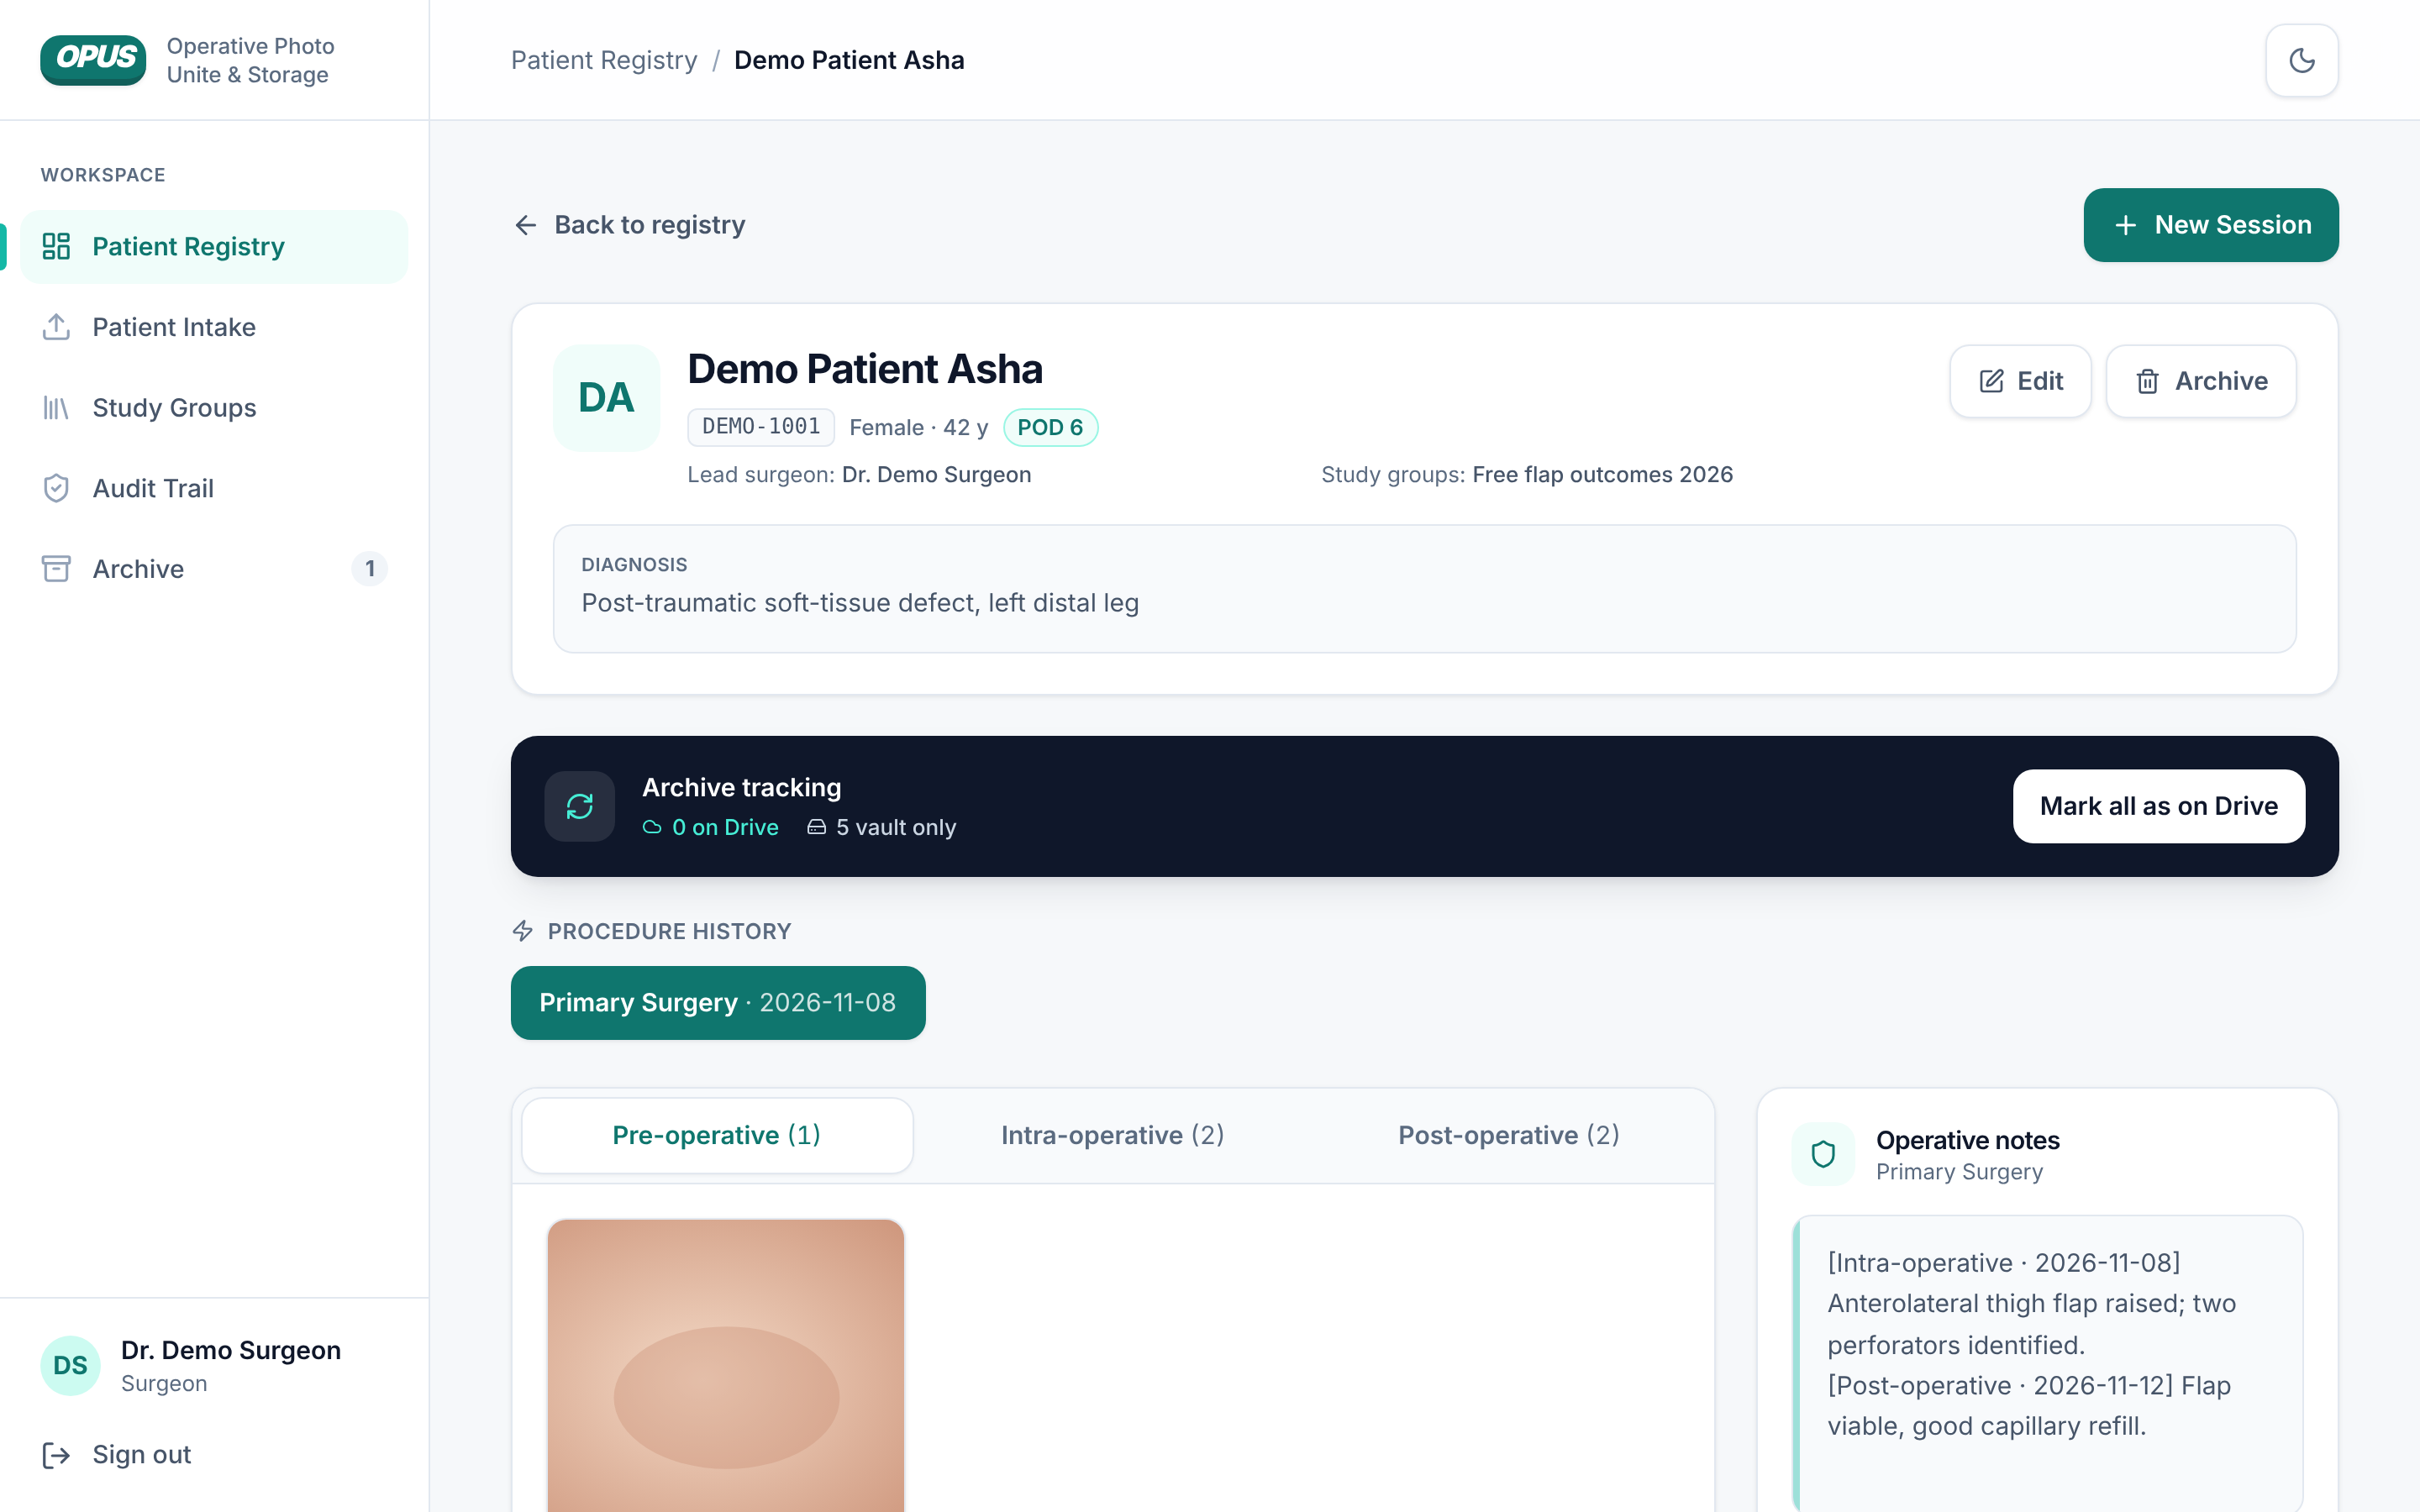 OPUS
Operative Photo
Unite & Storage
Patient Registry / Demo Patient Asha
WORKSPACE
Patient Registry
Patient Intake
Study Groups
Audit Trail
Archive 1
Dr. Demo Surgeon
DS
Surgeon
Sign out
Back to registry
New Session
DA
Demo Patient Asha
DEMO-1001 Female · 42 y POD 6
Lead surgeon: Dr. Demo Surgeon
Study groups: Free flap outcomes 2026
Edit
Archive
DIAGNOSIS
Post-traumatic soft-tissue defect, left distal leg
Archive tracking
0 on Drive 5 vault only
Mark all as on Drive
PROCEDURE HISTORY
Primary Surgery · 2026-11-08
Pre-operative (1) Intra-operative (2) Post-operative (2)
Operative notes
Primary Surgery
[Intra-operative · 2026-11-08]
Anterolateral thigh flap raised; two
perforators identified.
[Post-operative · 2026-11-12] Flap
viable, good capillary refill.